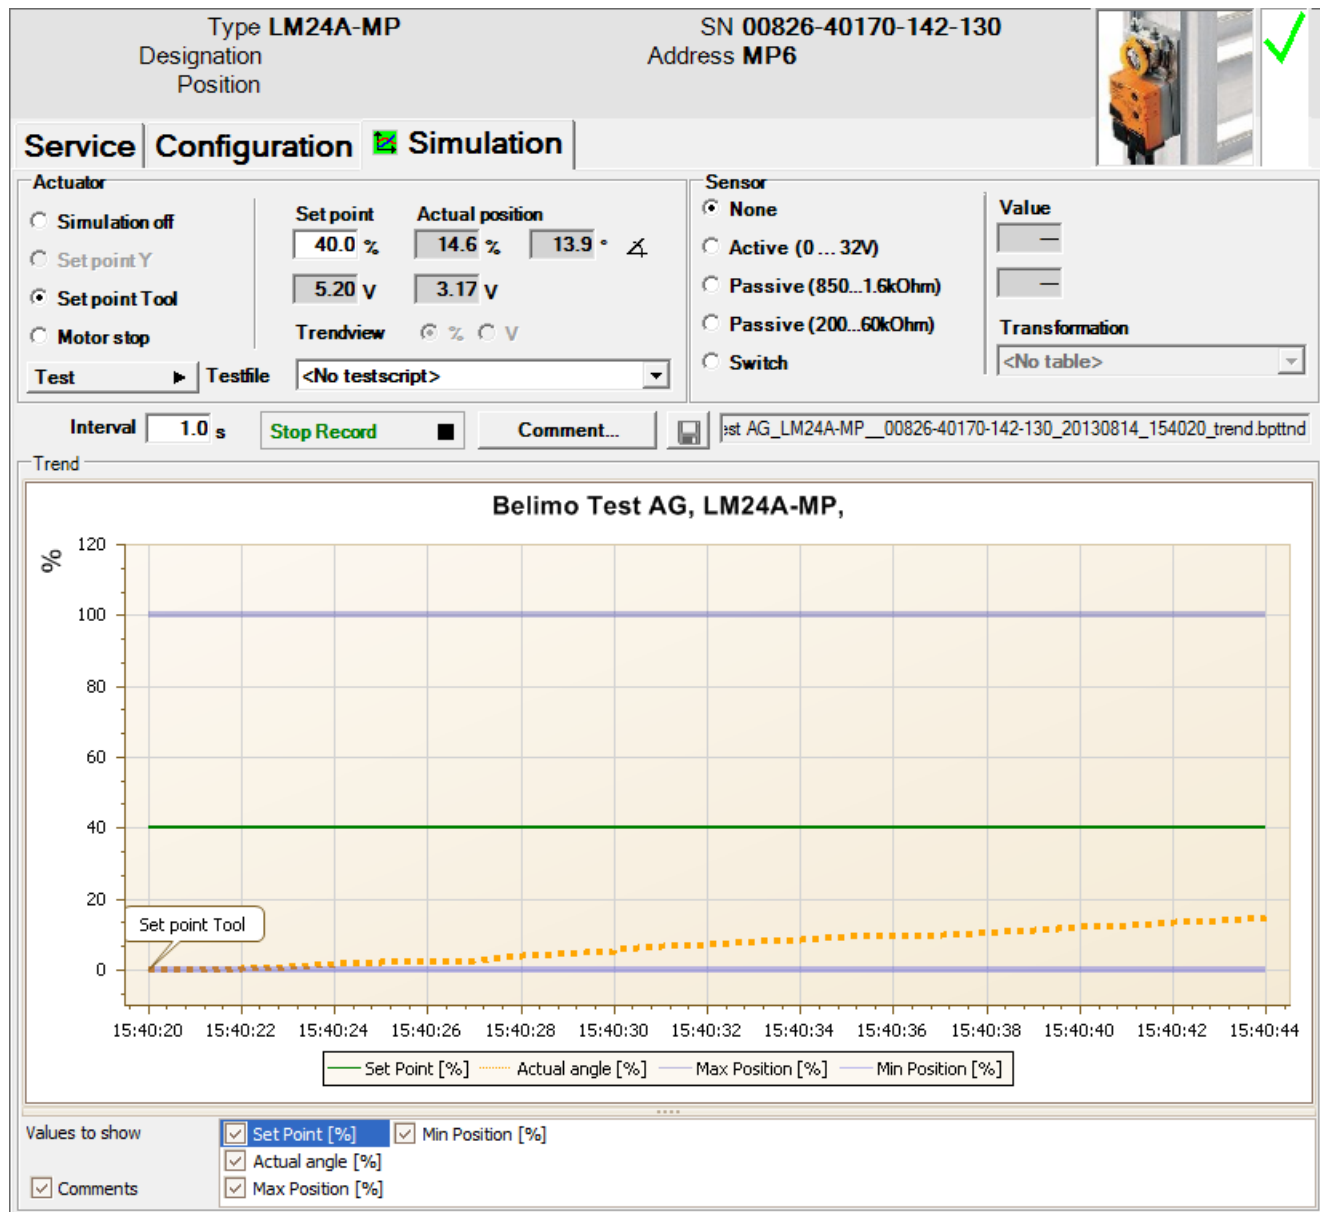 Type LM24A-MP SN 00826-40170-142-130
Designation Address MP6
Position
Service Configuration Simulation
Actuator Sensor
Simulation off Set point Actual position None Value
40.0 % 14.6 % 13.9 ° —
Set point Y Active (0 ... 32V)
Set point Tool 5.20 V 3.17 V Passive (850...1.6kOhm) —
Motor stop Trendview % V Passive (200...60kOhm) Transformation
Test Testfile <No testscript> Switch <No table>
Interval 1.0 s Stop Record Comment... est AG_LM24A-MP__00826-40170-142-130_20130814_154020_trend.bpttnd
Trend
Belimo Test AG, LM24A-MP,
%
120
100
80
60
40
20
Set point Tool
0
15:40:20 15:40:22 15:40:24 15:40:26 15:40:28 15:40:30 15:40:32 15:40:34 15:40:36 15:40:38 15:40:40 15:40:42 15:40:44
Set Point [%] Actual angle [%] Max Position [%] Min Position [%]
Values to show Set Point [%] Min Position [%]
Actual angle [%]
Comments Max Position [%]